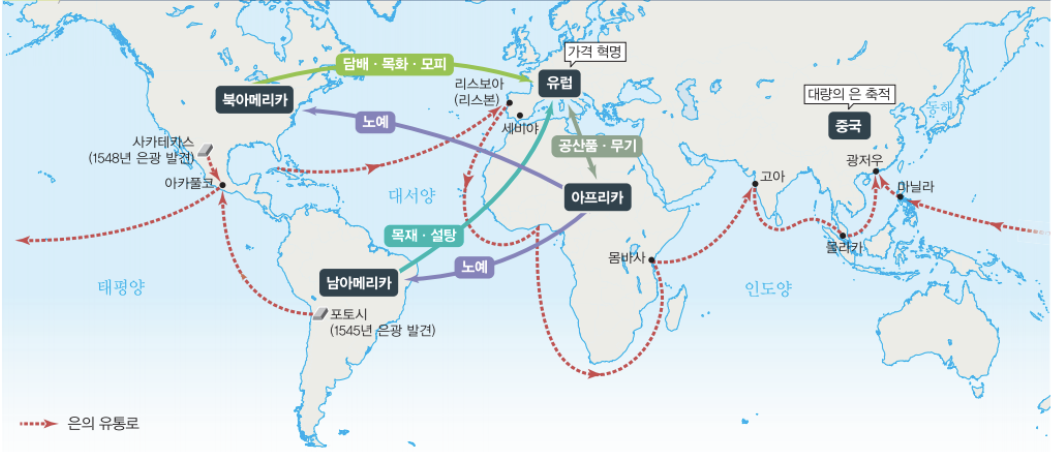 가격 혁명
담배·목화·모피
유럽
리스보아
(리스본)
북아메리카
대량의 은 축적
동해
중국
노예
세비야
사카테카스
(1548년 은광 발견)
공산품·무기
광저우
아카풀코
고아
마닐라
대서양
아프리카
목재·설탕
믈라카
노예
몸바사
남아메리카
태평양
인도양
포토시
(1545년 은광 발견)
은의 유통로